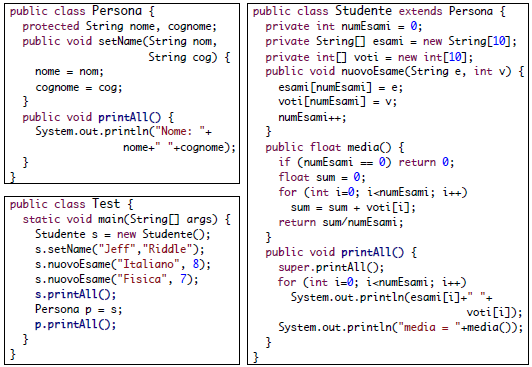 public class Persona {
protected String nome, cognome;
public void setName(String nom,
String cog) {
nome = nom;
cognome = cog;
}
public void printAll() {
System.out.println("Nome: "+
nome+" "+cognome);
}
}
public class Test {
static void main(String[] args) {
Studente s = new Studente();
s.setName("Jeff","Riddle");
s.nuovoEsame("Italiano", 8);
s.nuovoEsame("Fisica", 7);
s.printAll();
Persona p = s;
p.printAll();
}
}
public class Studente extends Persona {
private int numEsami = 0;
private String[] esami = new String[10];
private int[] voti = new int[10];
public void nuovoEsame(String e, int v) {
esami[numEsami] = e;
voti[numEsami] = v;
numEsami++;
}
public float media() {
if (numEsami == 0) return 0;
float sum = 0;
for (int i=0; i<numEsami; i++)
sum = sum + voti[i];
return sum/numEsami;
}
public void printAll() {
super.printAll();
for (int i=0; i<numEsami; i++)
System.out.println(esami[i]+" "+
voti[i]);
System.out.println("media = "+media());
}
}